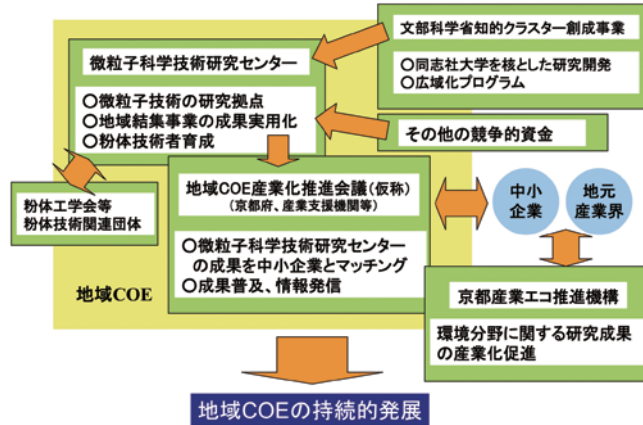 文部科学省知的クラスター創成事業
〇同志社大学を核とした研究開発
〇広域化プログラム
微粒子科学技術研究センター
〇微粒子技術の研究拠点
〇地域結集事業の成果実用化
〇粉体技術者育成
その他の競争的資金
粉体工学会等
粉体技術関連団体
地域COE産業化推進会議(仮称)
(京都府、産業支援機関等)
〇微粒子科学技術研究センター
の成果を中小企業とマッチング
〇成果普及、情報発信
中小
企業
地元
産業界
地域COE
京都産業エコ推進機構
環境分野に関する研究成果
の産業化促進
地域COEの持続的発展